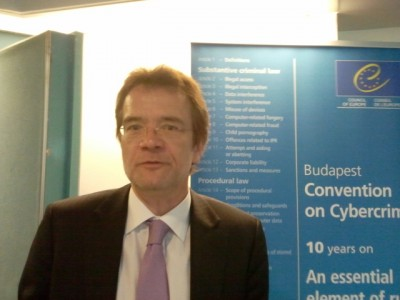 Definitions
Substantive criminal law
Illegal access
Illegal interception
Data interference
System interference
Misuse of devices
Computer-related forgery
Computer-related fraud
Child pornography
Offences related to IPR
Attempt and aiding
or abetting
Corporate liability
Sanctions and measures
Procedural law
Scope of procedural
provisions
COUNCIL
OF EUROPE
CONSEIL
DE L'EUROPE
Budapest
Convention
on Cybercrim
10 years on
An essential
element of ru